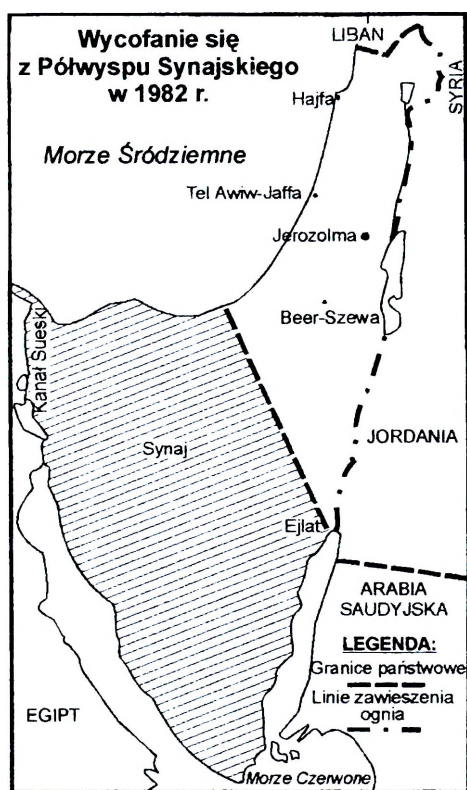 Wycofanie się
z Półwyspu Synajskiego
w 1982 r.
LIBAN
SYRIA
Hajfa
Morze Śródziemne
Tel Awiw-Jaffa
Jerozolma
Beer-Szewa
Kanał Sueski
JORDANIA
Synaj
Ejlat
ARABIA
SAUDYJSKA
LEGENDA:
Granice państwowe
Linie zawieszenia
ognia
EGIPT
Morze Czerwone